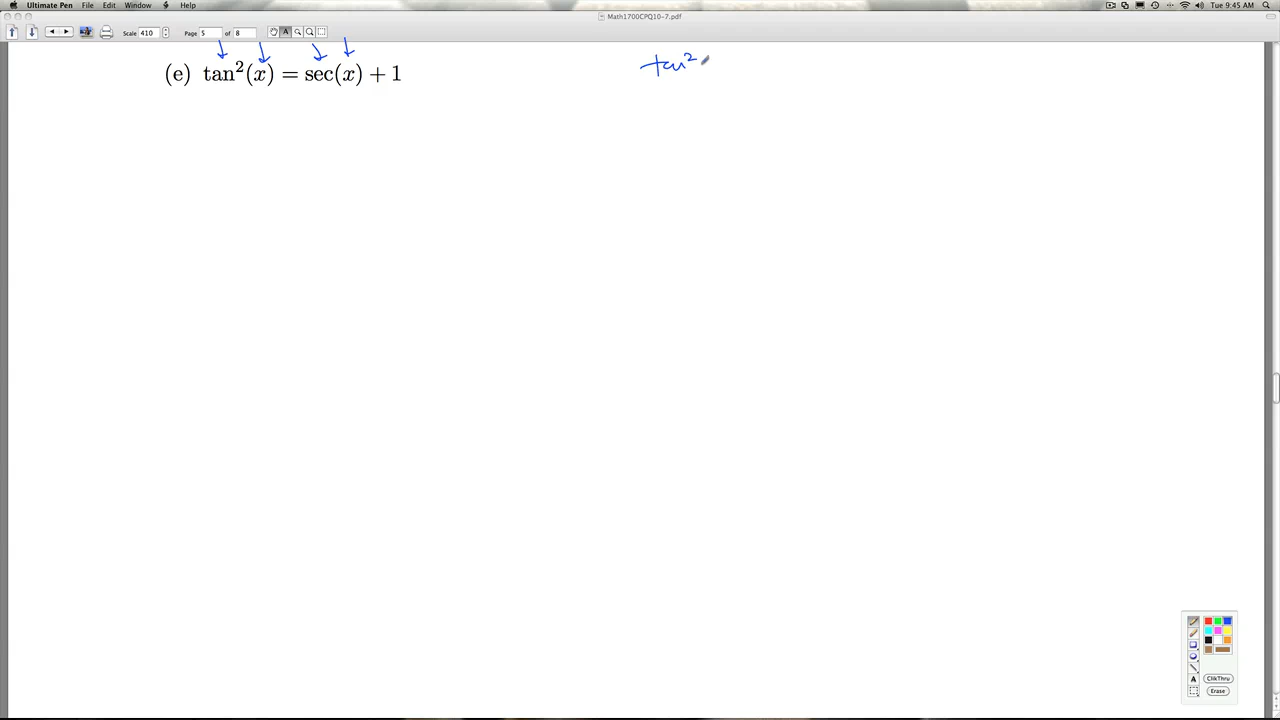 Ultimate Pen File Edit Window Help Tue 9:45 AM
Math1700CPQ10-7.pdf
Scale 410 Page 5 of 8 A
(e) tan²(x) = sec(x) + 1
tan²
A ClikThru
Erase